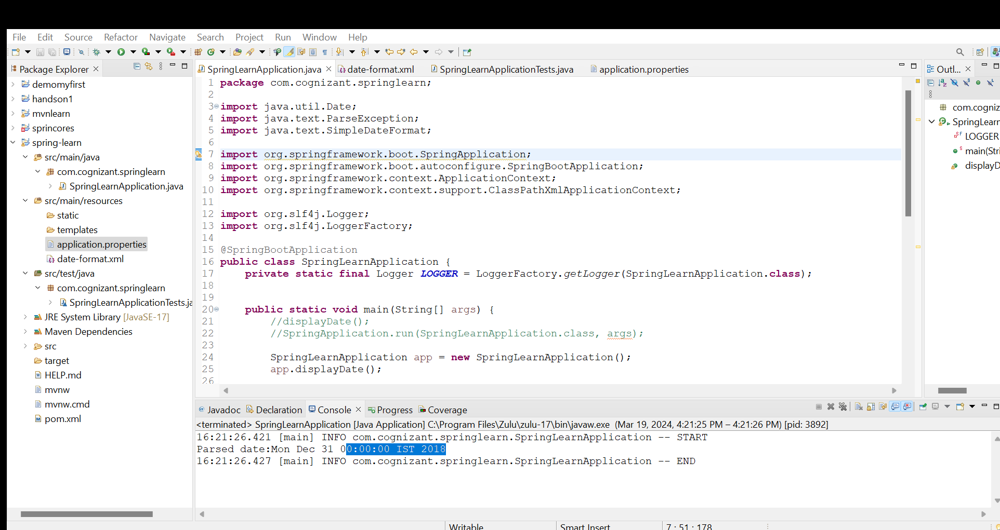 File Edit Source Refactor Navigate Search Project Run Window Help
Package Explorer
demomyfirst
handson1
mvnlearn
sprincores
spring-learn
src/main/java
com.cognizant.springlearn
SpringLearnApplication.java
src/main/resources
static
templates
application.properties
date-format.xml
src/test/java
com.cognizant.springlearn
SpringLearnApplicationTests.ja
JRE System Library [JavaSE-17]
Maven Dependencies
src
target
HELP.md
mvnw
mvnw.cmd
pom.xml
SpringLearnApplication.java date-format.xml SpringLearnApplicationTests.java application.properties
1 package com.cognizant.springlearn;
2
3 import java.util.Date;
4 import java.text.ParseException;
5 import java.text.SimpleDateFormat;
6
7 import org.springframework.boot.SpringApplication;
8 import org.springframework.boot.autoconfigure.SpringBootApplication;
9 import org.springframework.context.ApplicationContext;
10 import org.springframework.context.support.ClassPathXmlApplicationContext;
11
12 import org.slf4j.Logger;
13 import org.slf4j.LoggerFactory;
14
15 @SpringBootApplication
16 public class SpringLearnApplication {
17 private static final Logger LOGGER = LoggerFactory.getLogger(SpringLearnApplication.class);
18
19
20 public static void main(String[] args) {
21 //displayDate();
22 //SpringApplication.run(SpringLearnApplication.class, args);
23
24 SpringLearnApplication app = new SpringLearnApplication();
25 app.displayDate();
26
Outl...
com.cogniz
SpringLearn
LOGGER
main(Stri
displayD
@ Javadoc Declaration Console Progress Coverage
<terminated> SpringLearnApplication [Java Application] C:\Program Files\Zulu\zulu-17\bin\javaw.exe (Mar 19, 2024, 4:21:25 PM – 4:21:26 PM) [pid: 3892]
16:21:26.421 [main] INFO com.cognizant.springlearn.SpringLearnApplication -- START
Parsed date:Mon Dec 31 00:00:00 IST 2018
16:21:26.427 [main] INFO com.cognizant.springlearn.SpringLearnApplication -- END
Writable Smart Insert 7 : 51 : 178